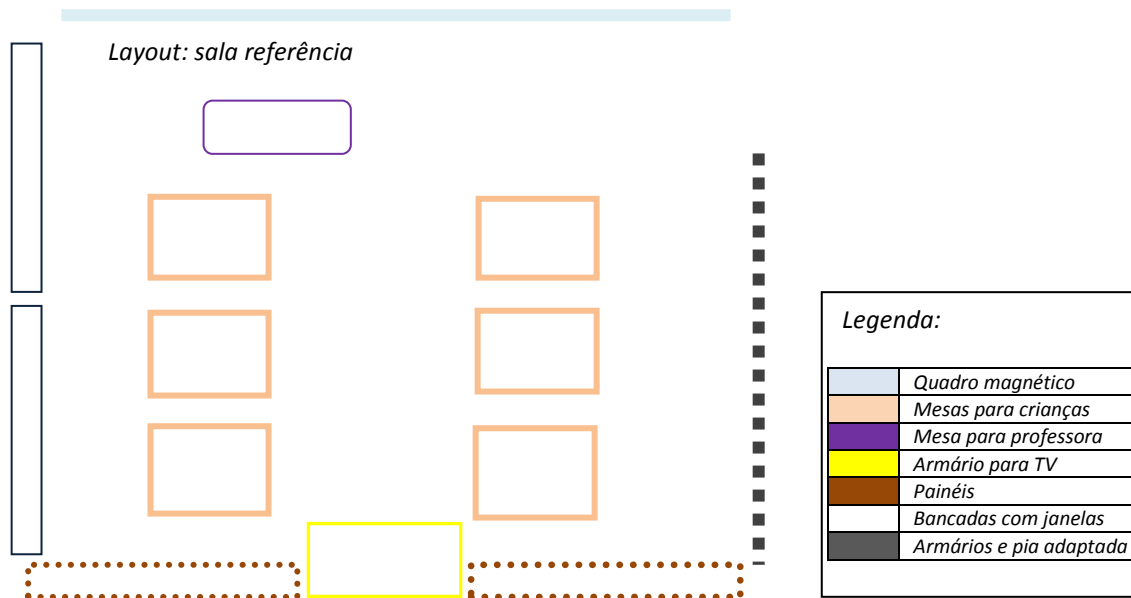 Layout: sala referência
Legenda:
Quadro magnético
Mesas para crianças
Mesa para professora
Armário para TV
Painéis
Bancadas com janelas
Armários e pia adaptada